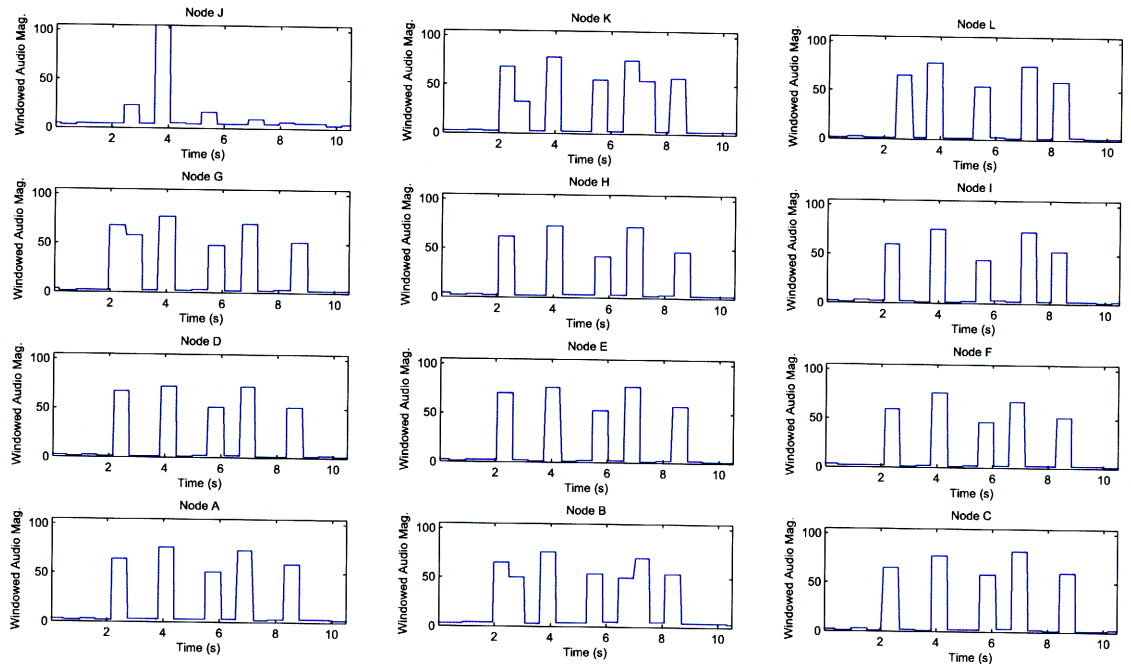 Node J
Windowed Audio Mag.
100
50
0
2 4 6 8 10
Time (s)
Node K
Windowed Audio Mag.
100
50
0
2 4 6 8 10
Time (s)
Node L
Windowed Audio Mag.
100
50
0
2 4 6 8 10
Time (s)
Node G
Windowed Audio Mag.
100
50
0
2 4 6 8 10
Time (s)
Node H
Windowed Audio Mag.
100
50
0
2 4 6 8 10
Time (s)
Node I
Windowed Audio Mag.
100
50
0
2 4 6 8 10
Time (s)
Node D
Windowed Audio Mag.
100
50
0
2 4 6 8 10
Time (s)
Node E
Windowed Audio Mag.
100
50
0
2 4 6 8 10
Time (s)
Node F
Windowed Audio Mag.
100
50
0
2 4 6 8 10
Time (s)
Node A
Windowed Audio Mag.
100
50
0
2 4 6 8 10
Time (s)
Node B
Windowed Audio Mag.
100
50
0
2 4 6 8 10
Time (s)
Node C
Windowed Audio Mag.
100
50
0
2 4 6 8 10
Time (s)